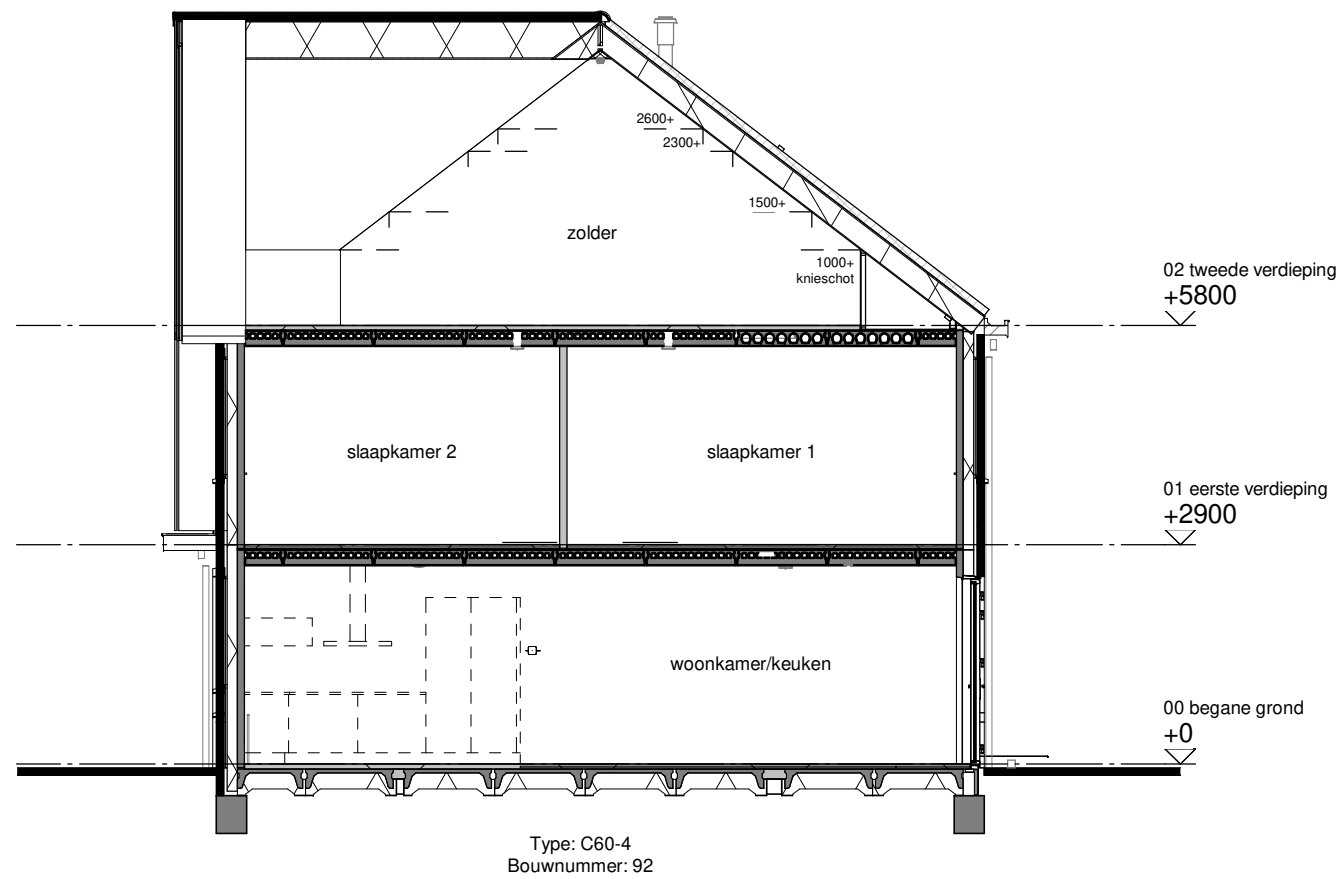 2600+
2300+
1500+
zolder
1000+
knieschot
02 tweede verdieping
+5800
slaapkamer 2
slaapkamer 1
01 eerste verdieping
+2900
woonkamer/keuken
00 begane grond
+0
Type: C60-4
Bouwnummer: 92